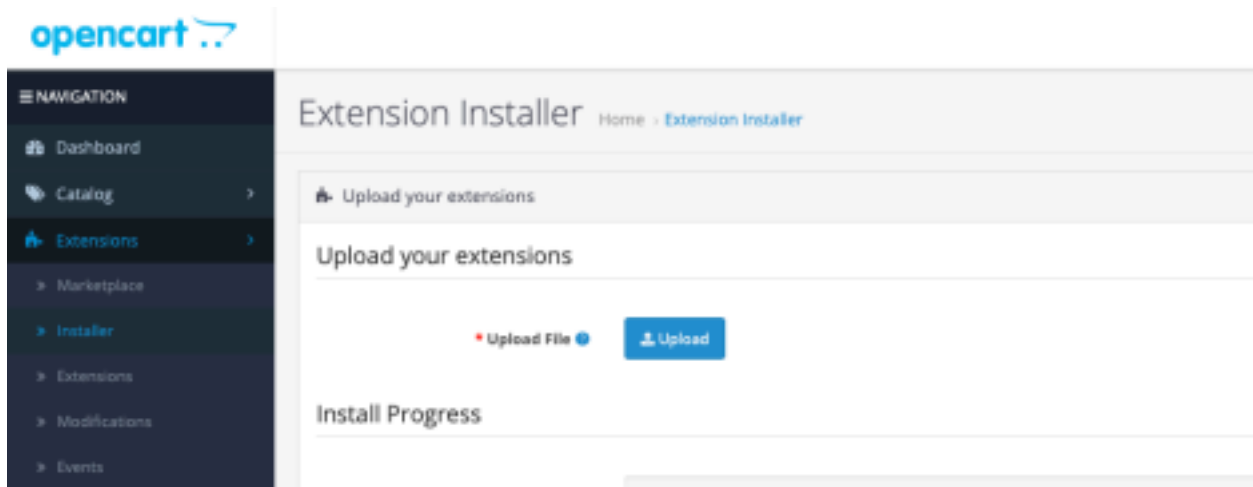 opencart
NAVIGATION
Extension Installer Home › Extension Installer
Dashboard
Catalog
Upload your extensions
Extensions
Upload your extensions
Marketplace
Installer
* Upload File Upload
Extensions
Install Progress
Modifications
Events